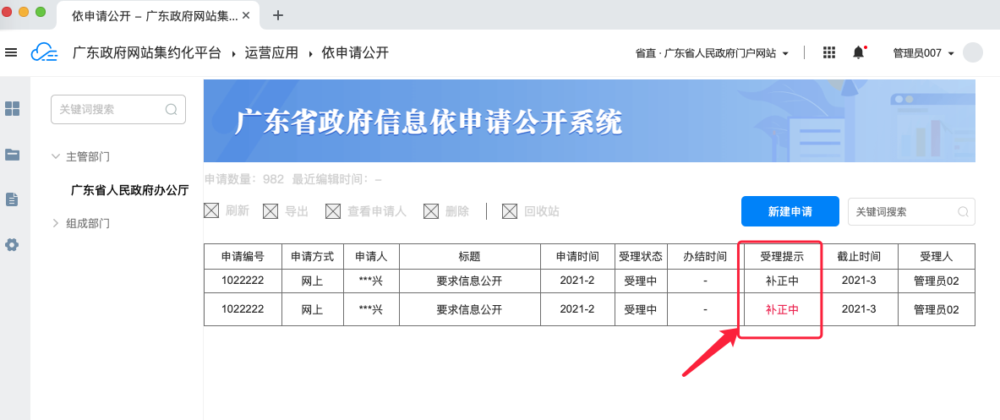 依申请公开 – 广东政府网站集...
广东政府网站集约化平台 运营应用 依申请公开
省直 · 广东省人民政府门户网站 管理员007
关键词搜索
主管部门
广东省人民政府办公厅
组成部门
广东省政府信息依申请公开系统
申请数量：982 最近编辑时间：–
刷新 导出 查看申请人 删除 回收站 新建申请 关键词搜索
申请编号 申请方式 申请人 标题 申请时间 受理状态 办结时间 受理提示 截止时间 受理人
1022222 网上 ***兴 要求信息公开 2021-2 受理中 - 补正中 2021-3 管理员02
1022222 网上 ***兴 要求信息公开 2021-2 受理中 - 补正中 2021-3 管理员02